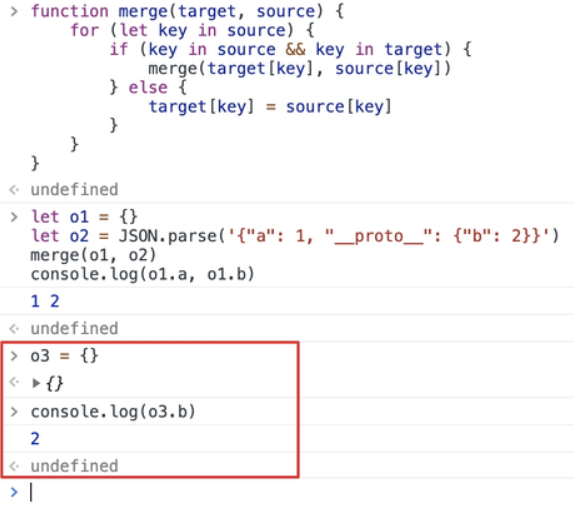 > function merge(target, source) {
for (let key in source) {
if (key in source && key in target) {
merge(target[key], source[key])
} else {
target[key] = source[key]
}
}
}
undefined
> let o1 = {}
let o2 = JSON.parse('{"a": 1, "__proto__": {"b": 2}}')
merge(o1, o2)
console.log(o1.a, o1.b)
1 2
undefined
> o3 = {}
{}
> console.log(o3.b)
2
undefined
>